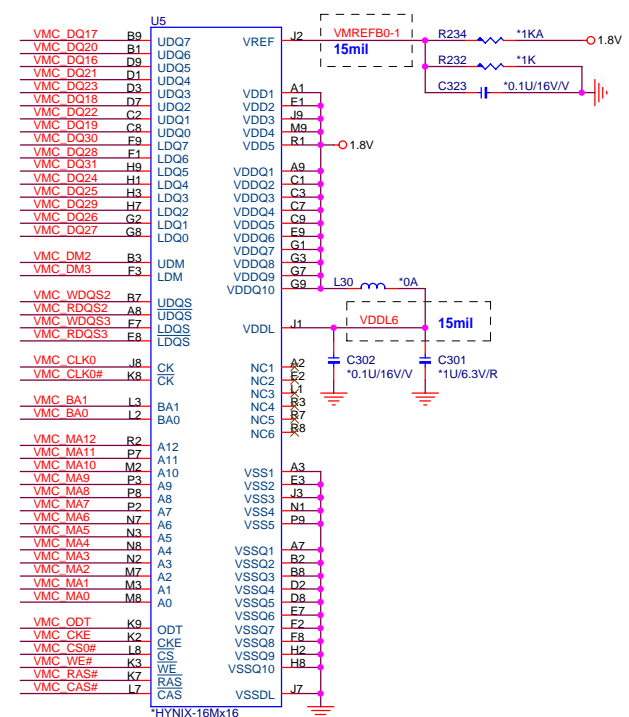 U5
VMC_DQ17 B9 UDQ7
VMC_DQ20 B1 UDQ6
VMC_DQ16 D9 UDQ5
VMC_DQ21 D1 UDQ4
VMC_DQ23 D3 UDQ3
VMC_DQ18 D7 UDQ2
VMC_DQ22 C2 UDQ1
VMC_DQ19 C8 UDQ0
VMC_DQ30 F9 LDQ7
VMC_DQ28 F1 LDQ6
VMC_DQ31 H9 LDQ5
VMC_DQ24 H1 LDQ4
VMC_DQ25 H3 LDQ3
VMC_DQ29 H7 LDQ2
VMC_DQ26 G2 LDQ1
VMC_DQ27 G8 LDQ0
VMC_DM2 B3 UDM
VMC_DM3 F3 LDM
VMC_WDQS2 B7 UDQS
VMC_RDQS2 A8 UDQS
VMC_WDQS3 F7 LDQS
VMC_RDQS3 E8 LDQS
VMC_CLK0 J8 CK
VMC_CLK0# K8 CK
VMC_BA1 L3 BA1
VMC_BA0 L2 BA0
VMC_MA12 R2 A12
VMC_MA11 P7 A11
VMC_MA10 M2 A10
VMC_MA9 P3 A9
VMC_MA8 P8 A8
VMC_MA7 P2 A7
VMC_MA6 N7 A6
VMC_MA5 N3 A5
VMC_MA4 N8 A4
VMC_MA3 N2 A3
VMC_MA2 M7 A2
VMC_MA1 M3 A1
VMC_MA0 M8 A0
VMC_ODT K9 ODT
VMC_CKE K2 CKE
VMC_CS0# L8 CS
VMC_WE# K3 WE
VMC_RAS# K7 RAS
VMC_CAS# L7 CAS
*HYNIX-16Mx16
VREF J2 VMREFB0-1
15mil
R234 *1KA
1.8V
R232 *1K
C323 *0.1U/16V/V
VDD1 A1
VDD2 E1
VDD3 J9
VDD4 M9
VDD5 R1
1.8V
VDDQ1 A9
VDDQ2 C1
VDDQ3 C3
VDDQ4 C7
VDDQ5 C9
VDDQ6 E9
VDDQ7 G1
VDDQ8 G3
VDDQ9 G7
VDDQ10 G9
L30 *0A
VDDL J1 VDDL6
15mil
C302
*0.1U/16V/V
C301
*1U/6.3V/R
NC1 A2
NC2 E2
NC3 L1
NC4 R3
NC5 R7
NC6 R8
VSS1 A3
VSS2 E3
VSS3 J3
VSS4 N1
VSS5 P9
VSSQ1 A7
VSSQ2 B2
VSSQ3 B8
VSSQ4 D2
VSSQ5 D8
VSSQ6 E7
VSSQ7 F2
VSSQ8 F8
VSSQ9 H2
VSSQ10 H8
VSSDL J7